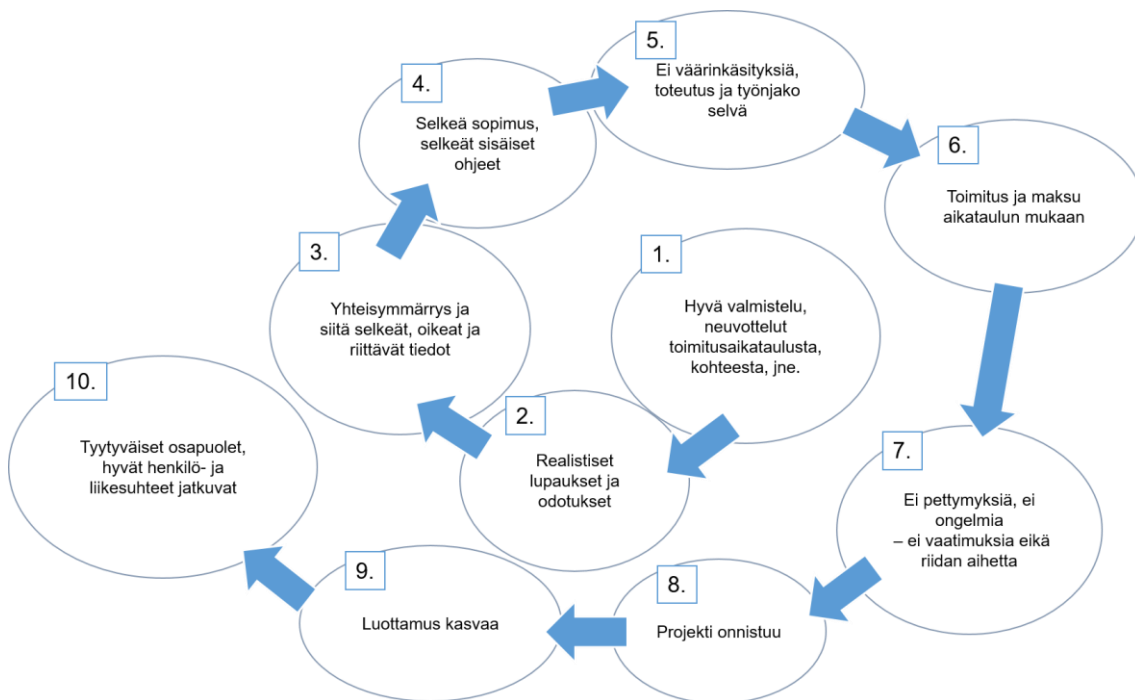 1.
Hyvä valmistelu,
neuvottelut
toimitusaikataulusta,
kohteesta, jne.
2.
Realistiset
lupaukset ja
odotukset
3.
Yhteisymmärrys ja
siitä selkeät, oikeat ja
riittävät tiedot
4.
Selkeä sopimus,
selkeät sisäiset
ohjeet
5.
Ei väärinkäsityksiä,
toteutus ja työnjako
selvä
6.
Toimitus ja maksu
aikataulun mukaan
7.
Ei pettymyksiä, ei
ongelmia
– ei vaatimuksia eikä
riidan aihetta
8.
Projekti onnistuu
9.
Luottamus kasvaa
10.
Tyytyväiset osapuolet,
hyvät henkilö- ja
liikesuhteet jatkuvat